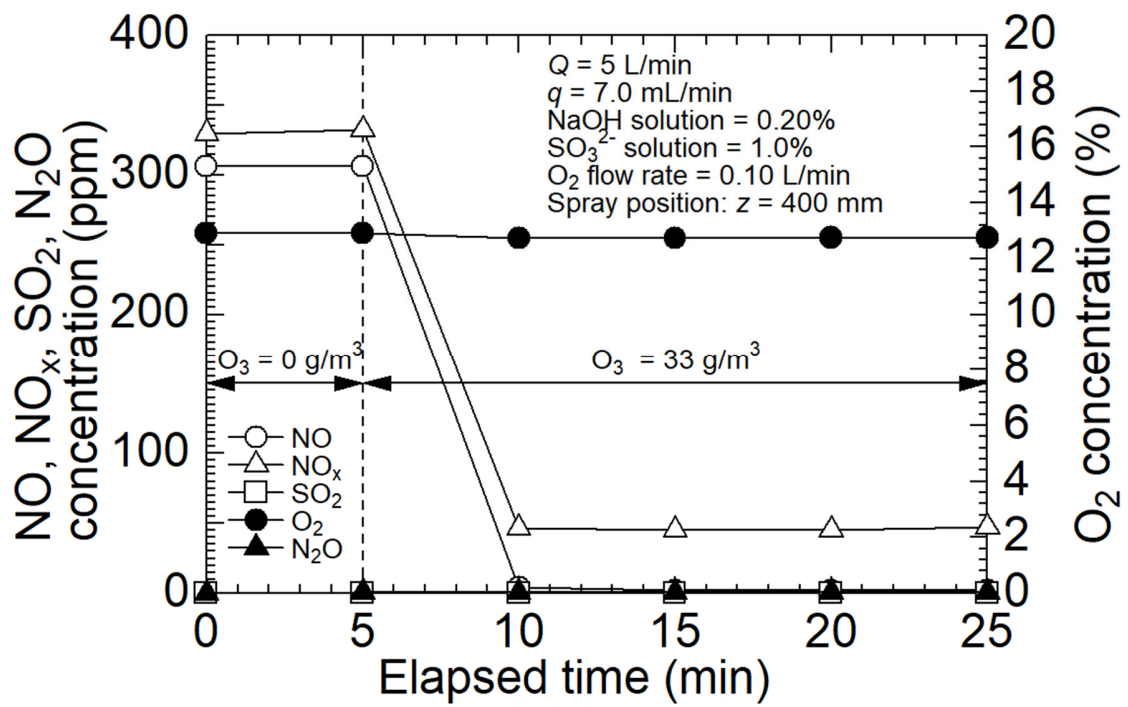 NO, NOx, SO2, N2O
concentration (ppm)
400
300
200
100
0
Q = 5 L/min
q = 7.0 mL/min
NaOH solution = 0.20%
SO₃²⁻ solution = 1.0%
O₂ flow rate = 0.10 L/min
Spray position: z = 400 mm
O₃ = 0 g/m³
O₃ = 33 g/m³
NO
NOₓ
SO₂
O₂
N₂O
20
18
16
14
12
10
8
6
4
2
0
O₂ concentration (%)
0 5 10 15 20 25
Elapsed time (min)